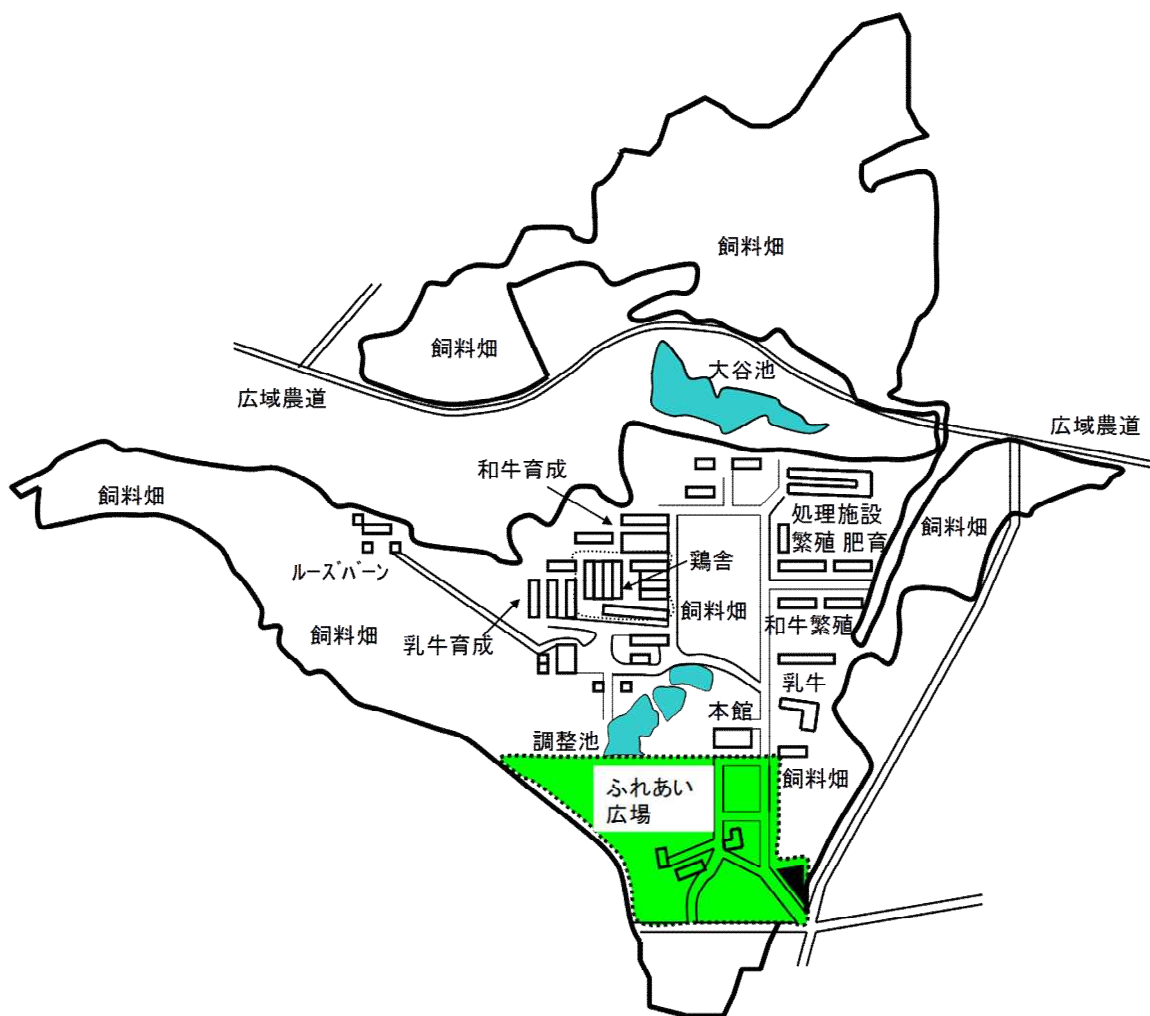 飼料畑
飼料畑
大谷池
広域農道
広域農道
和牛育成
飼料畑
処理施設
繁殖 肥育
飼料畑
鶏舎
ルーズバーン
飼料畑
飼料畑
和牛繁殖
乳牛育成
乳牛
本館
調整池
飼料畑
ふれあい
広場